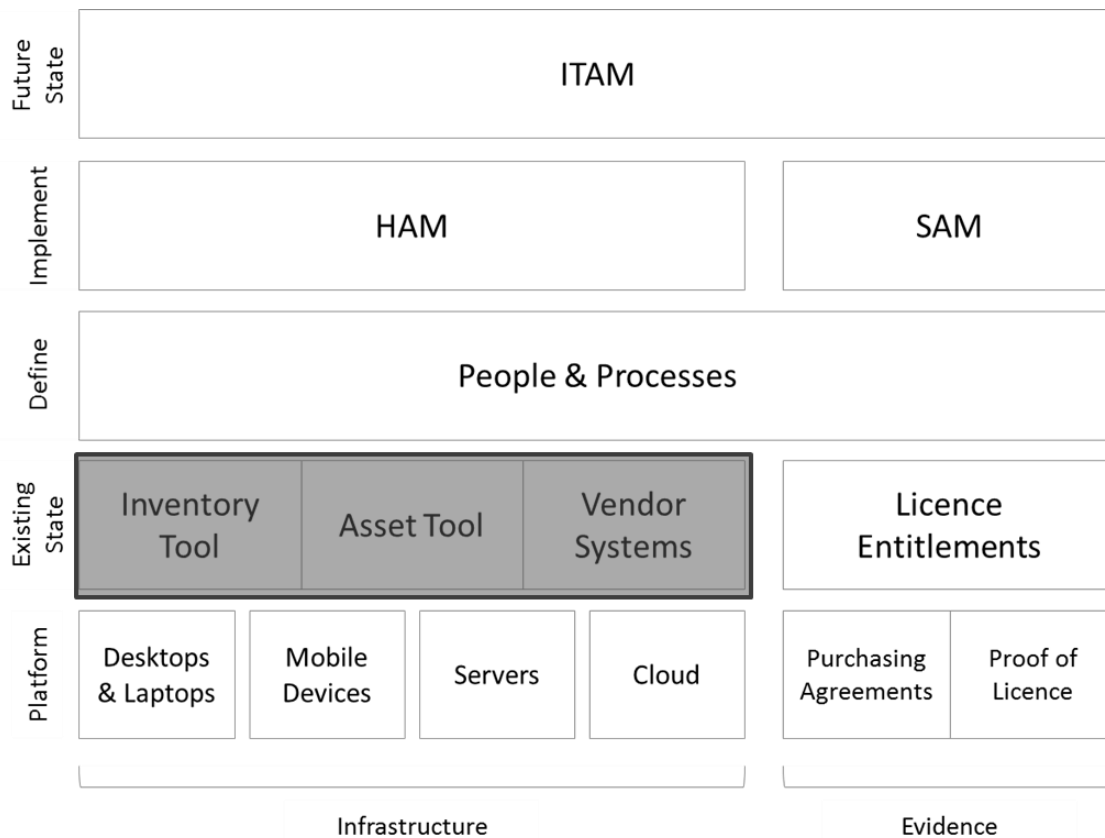 Future
State
ITAM
Implement
HAM
SAM
Define
People & Processes
Existing
State
Inventory
Tool
Asset Tool
Vendor
Systems
Licence
Entitlements
Platform
Desktops
& Laptops
Mobile
Devices
Servers
Cloud
Purchasing
Agreements
Proof of
Licence
Infrastructure
Evidence